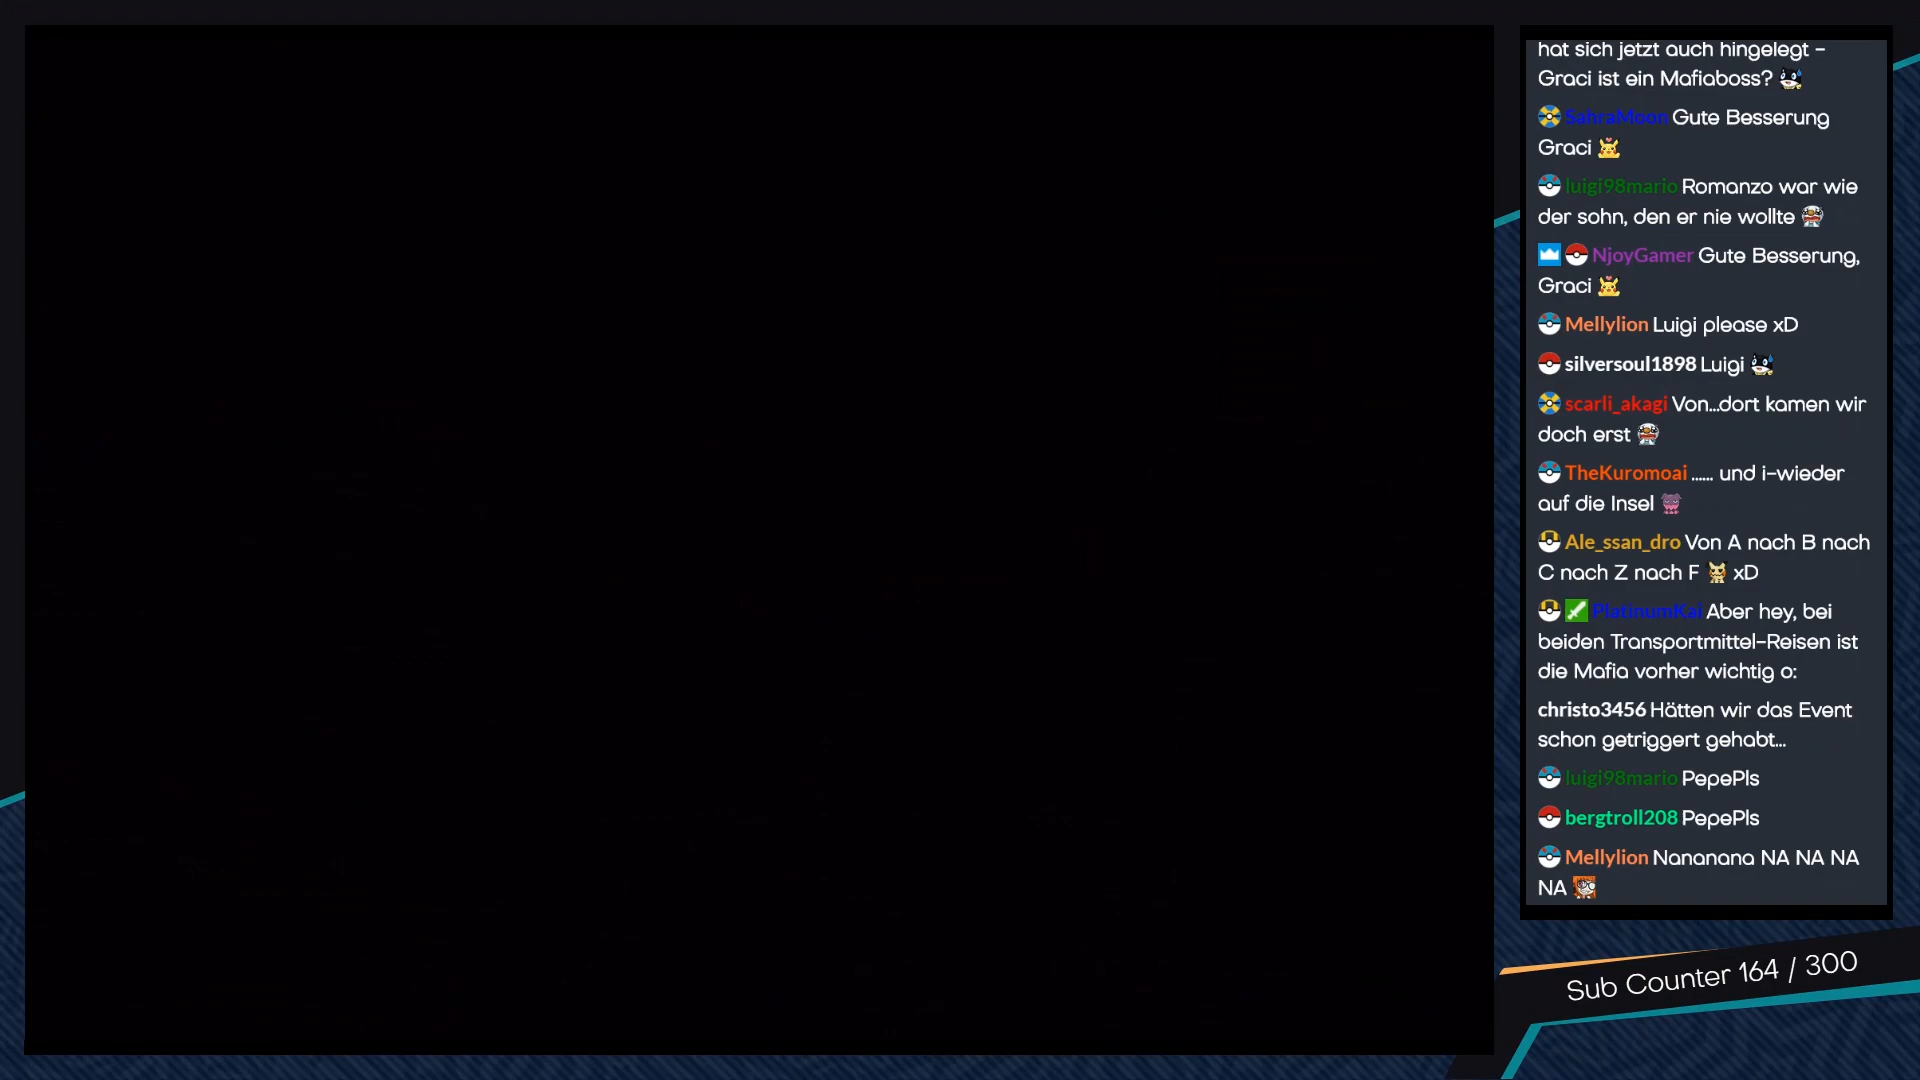 hat sich jetzt auch hingelegt -
Graci ist ein Mafiaboss?
SahraMoon Gute Besserung
Graci
luigi98mario Romanzo war wie
der sohn, den er nie wollte
NjoyGamer Gute Besserung,
Graci
Mellylion Luigi please xD
silversoul1898 Luigi
scarli_akagi Von...dort kamen wir
doch erst
TheKuromoai ...... und i-wieder
auf die Insel
Ale_ssan_dro Von A nach B nach
C nach Z nach F xD
PlatinumKai Aber hey, bei
beiden Transportmittel-Reisen ist
die Mafia vorher wichtig o:
christo3456 Hätten wir das Event
schon getriggert gehabt...
luigi98mario PepePls
bergtroll208 PepePls
Mellylion Nananana NA NA NA
NA
Sub Counter 164 / 300